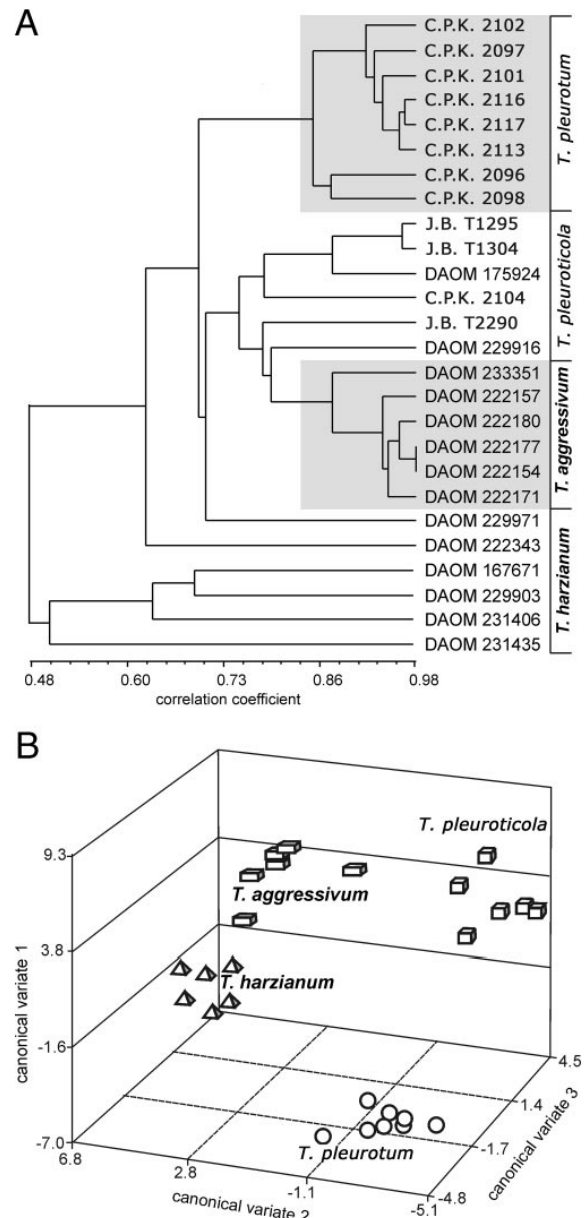 A
C.P.K. 2102
C.P.K. 2097
C.P.K. 2101
C.P.K. 2116
C.P.K. 2117
C.P.K. 2113
C.P.K. 2096
C.P.K. 2098
T. pleurotum
J.B. T1295
J.B. T1304
DAOM 175924
C.P.K. 2104
J.B. T2290
DAOM 229916
T. pleuroticola
DAOM 233351
DAOM 222157
DAOM 222180
DAOM 222177
DAOM 222154
DAOM 222171
T. aggressivum
DAOM 229971
DAOM 222343
DAOM 167671
DAOM 229903
DAOM 231406
DAOM 231435
T. harzianum
0.48 0.60 0.73 0.86 0.98
correlation coefficient
B
9.3
3.8
-1.6
-7.0
canonical variate 1
T. pleuroticola
T. aggressivum
T. harzianum
T. pleurotum
6.8
2.8
-1.1
-5.1
canonical variate 2
4.5
1.4
-1.7
-4.8
canonical variate 3